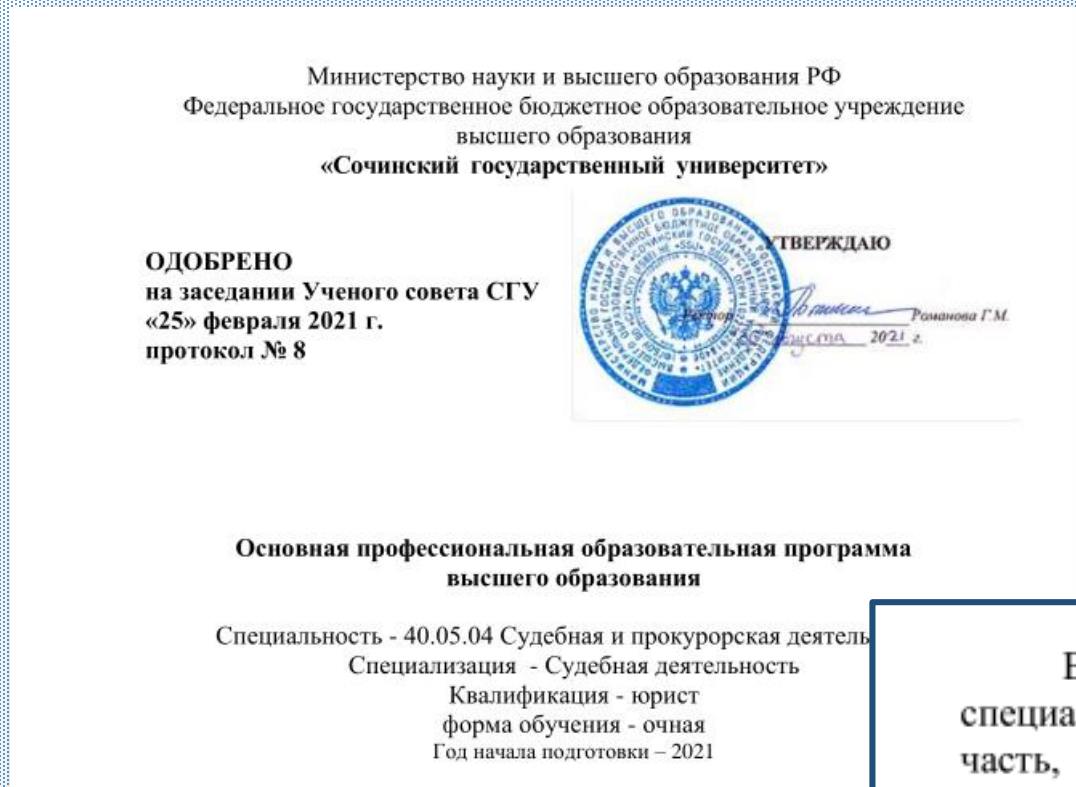 Министерство науки и высшего образования РФ
Федеральное государственное бюджетное образовательное учреждение
высшего образования
«Сочинский государственный университет»
ОДОБРЕНО
на заседании Ученого совета СГУ
«25» февраля 2021 г.
протокол № 8
УТВЕРЖДАЮ
Ректор
Романова Г.М.
августа 2021 г.
Основная профессиональная образовательная программа
высшего образования
Специальность - 40.05.04 Судебная и прокурорская деятель
Специализация - Судебная деятельность
Квалификация - юрист
форма обучения - очная
Год начала подготовки – 2021
специа
часть,